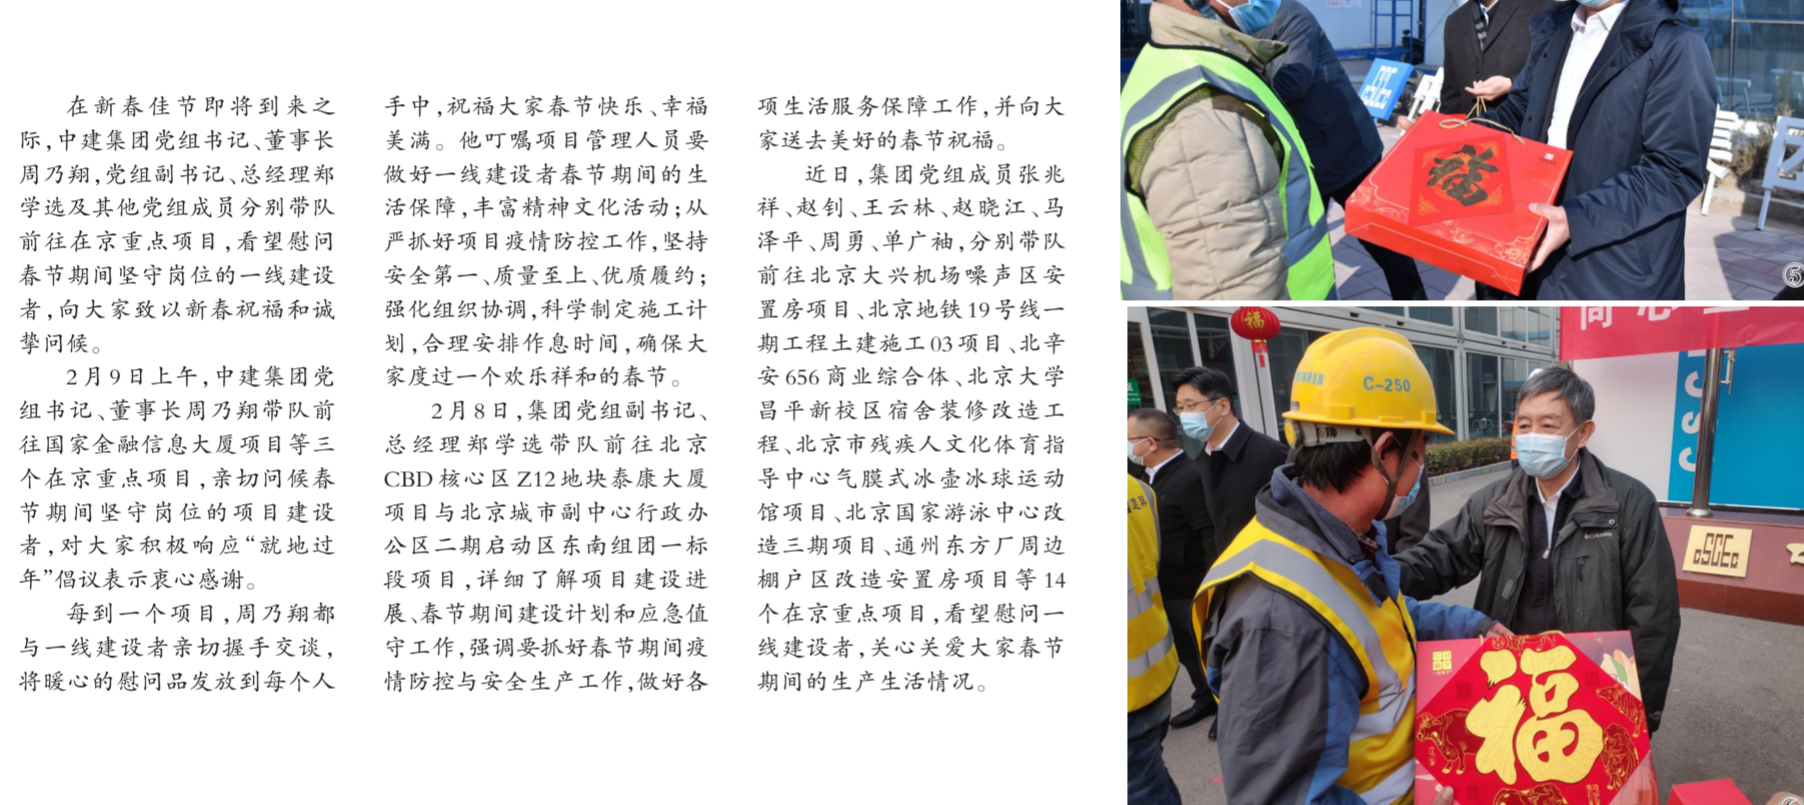 在新春佳节即将到来之
际,中建集团党组书记、董事长
周乃翔,党组副书记、总经理郑
学选及其他党组成员分别带队
前往在京重点项目,看望慰问
春节期间坚守岗位的一线建设
者,向大家致以新春祝福和诚
挚问候。
2月9日上午,中建集团党
组书记、董事长周乃翔带队前
往国家金融信息大厦项目等三
个在京重点项目,亲切问候春
节期间坚守岗位的项目建设
者,对大家积极响应“就地过
年”倡议表示衷心感谢。
每到一个项目,周乃翔都
与一线建设者亲切握手交谈,
将暖心的慰问品发放到每个人
手中,祝福大家春节快乐、幸福
美满。他叮嘱项目管理人员要
做好一线建设者春节期间的生
活保障,丰富精神文化活动;从
严抓好项目疫情防控工作,坚持
安全第一、质量至上、优质履约;
强化组织协调,科学制定施工计
划,合理安排作息时间,确保大
家度过一个欢乐祥和的春节。
2月8日,集团党组副书记、
总经理郑学选带队前往北京
CBD核心区Z12地块泰康大厦
项目与北京城市副中心行政办
公区二期启动区东南组团一标
段项目,详细了解项目建设进
展、春节期间建设计划和应急值
守工作,强调要抓好春节期间疫
情防控与安全生产工作,做好各
项生活服务保障工作,并向大
家送去美好的春节祝福。
近日,集团党组成员张兆
祥、赵钊、王云林、赵晓江、马
泽平、周勇、单广袖,分别带队
前往北京大兴机场噪声区安
置房项目、北京地铁19号线一
期工程土建施工03项目、北辛
安656商业综合体、北京大学
昌平新校区宿舍装修改造工
程、北京市残疾人文化体育指
导中心气膜式冰壶冰球运动
馆项目、北京国家游泳中心改
造三期项目、通州东方厂周边
棚户区改造安置房项目等14
个在京重点项目,看望慰问一
线建设者,关心关爱大家春节
期间的生产生活情况。
CSCEC
福
⑤
福
C-250
CSCEC
Columbia
福